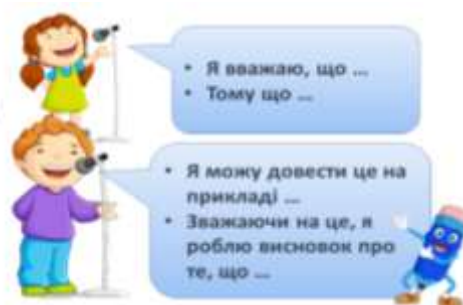 • Я вважаю, що ...
• Тому що ...
• Я можу довести це на
прикладі ...
• Зважаючи на це, я
роблю висновок про
те, що ...